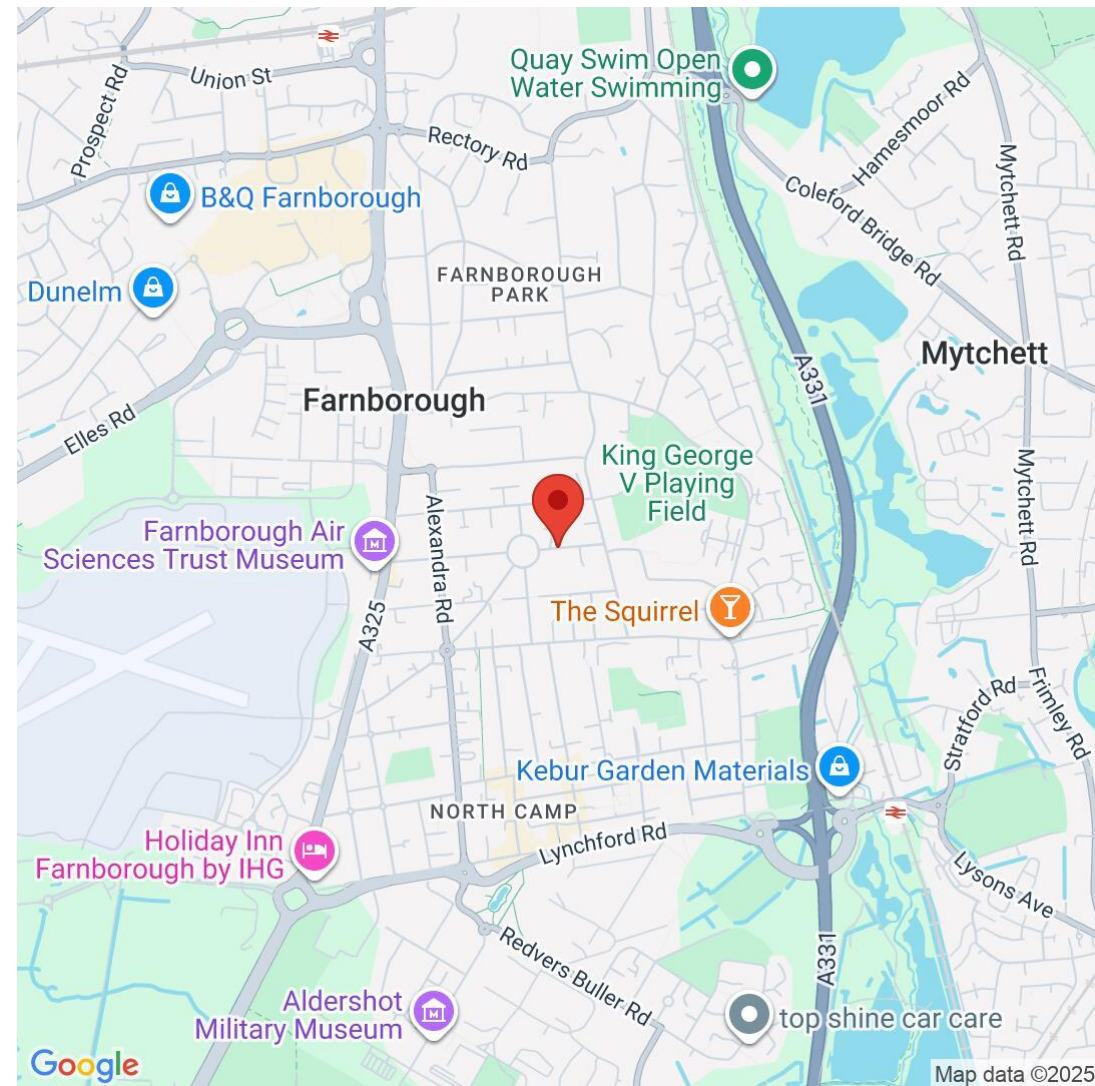 Union St
Prospect Rd
Rectory Rd
Quay Swim Open
Water Swimming
Hamesmoor Rd
Mytchett Rd
Coleford Bridge Rd
B&Q Farnborough
Dunelm
FARNBOROUGH
PARK
A331
Mytchett
Farnborough
Elles Rd
King George
V Playing
Field
Mytchett Rd
Farnborough Air
Sciences Trust Museum
Alexandra Rd
A325
The Squirrel
Stratford Rd
Frimley Rd
Kebur Garden Materials
NORTH CAMP
Lynchford Rd
Holiday Inn
Farnborough by IHG
Lysons Ave
Redvers Buller Rd
A331
Aldershot
Military Museum
top shine car care
Google
Map data ©2025